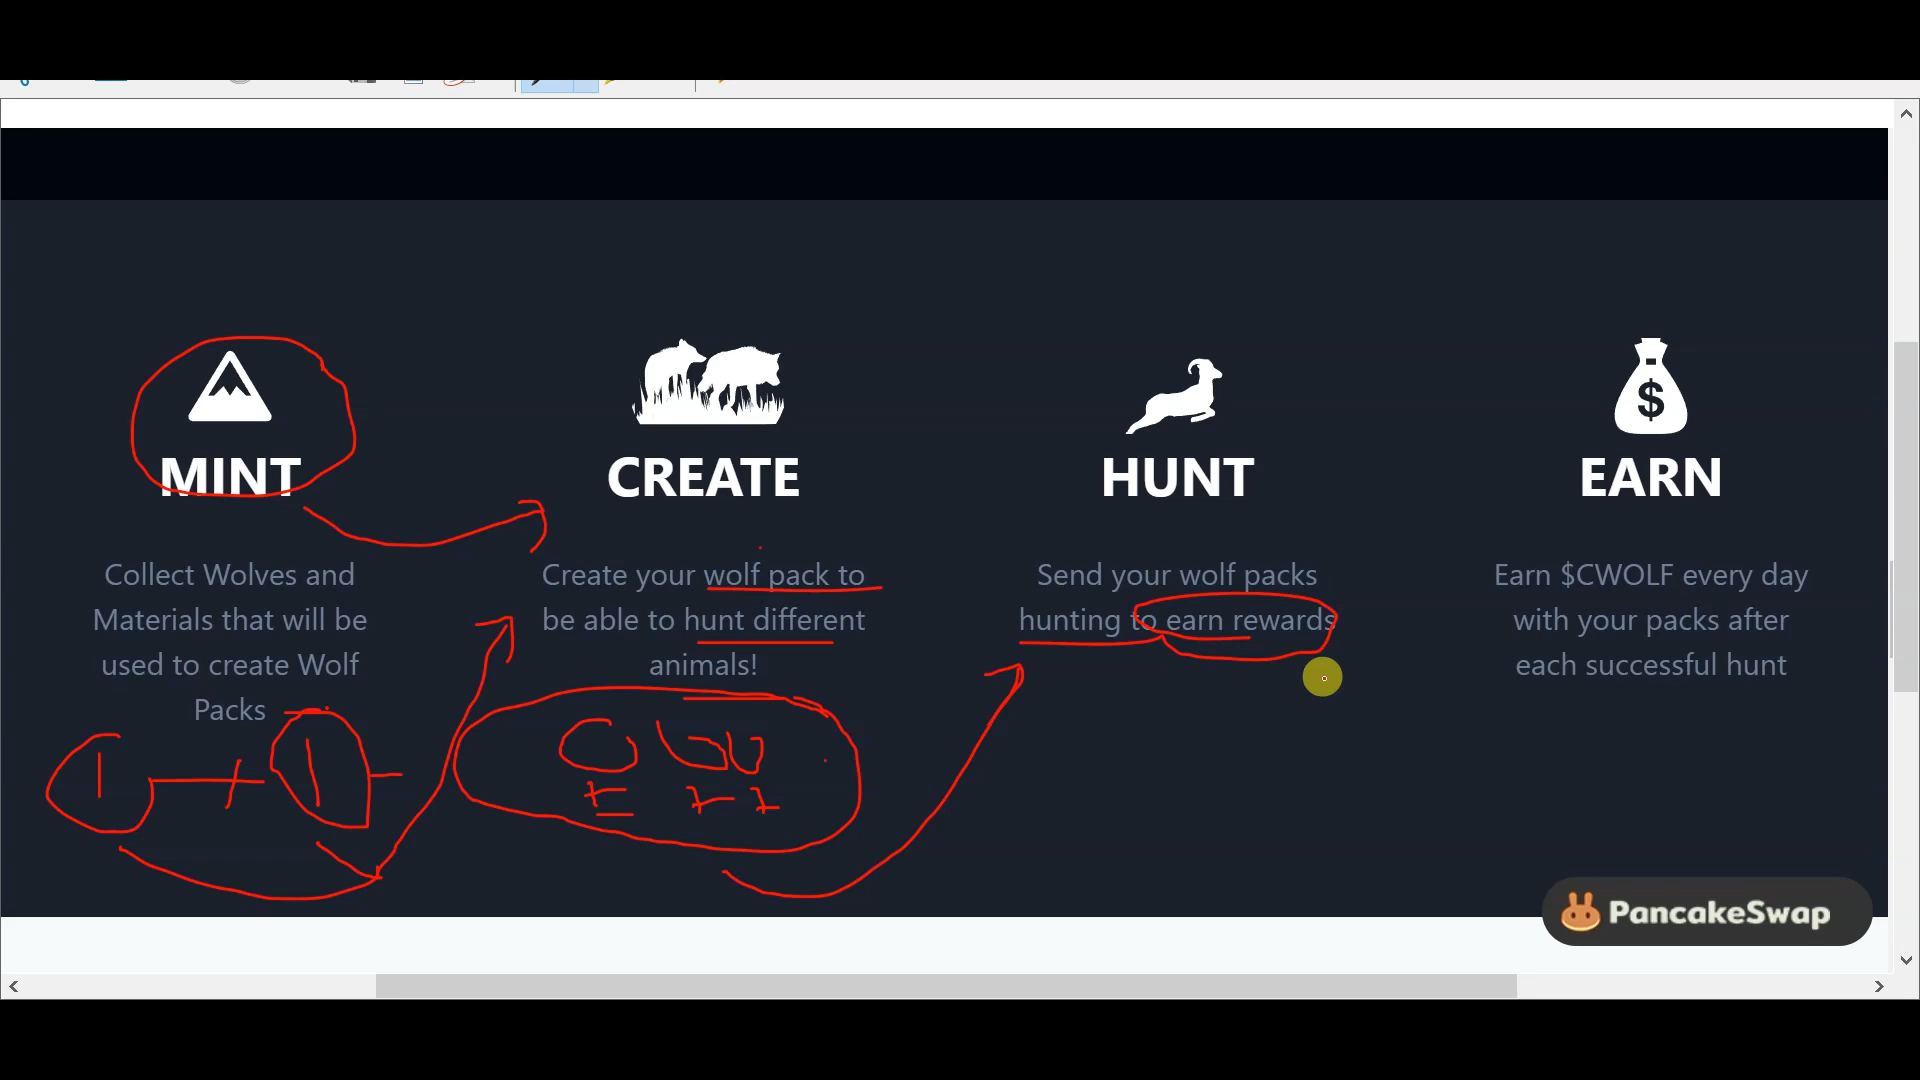 MINT
Collect Wolves and
Materials that will be
used to create Wolf
Packs
1 + 1
CREATE
Create your wolf pack to
be able to hunt different
animals!
HUNT
Send your wolf packs
hunting to earn rewards
EARN
Earn $CWOLF every day
with your packs after
each successful hunt
PancakeSwap